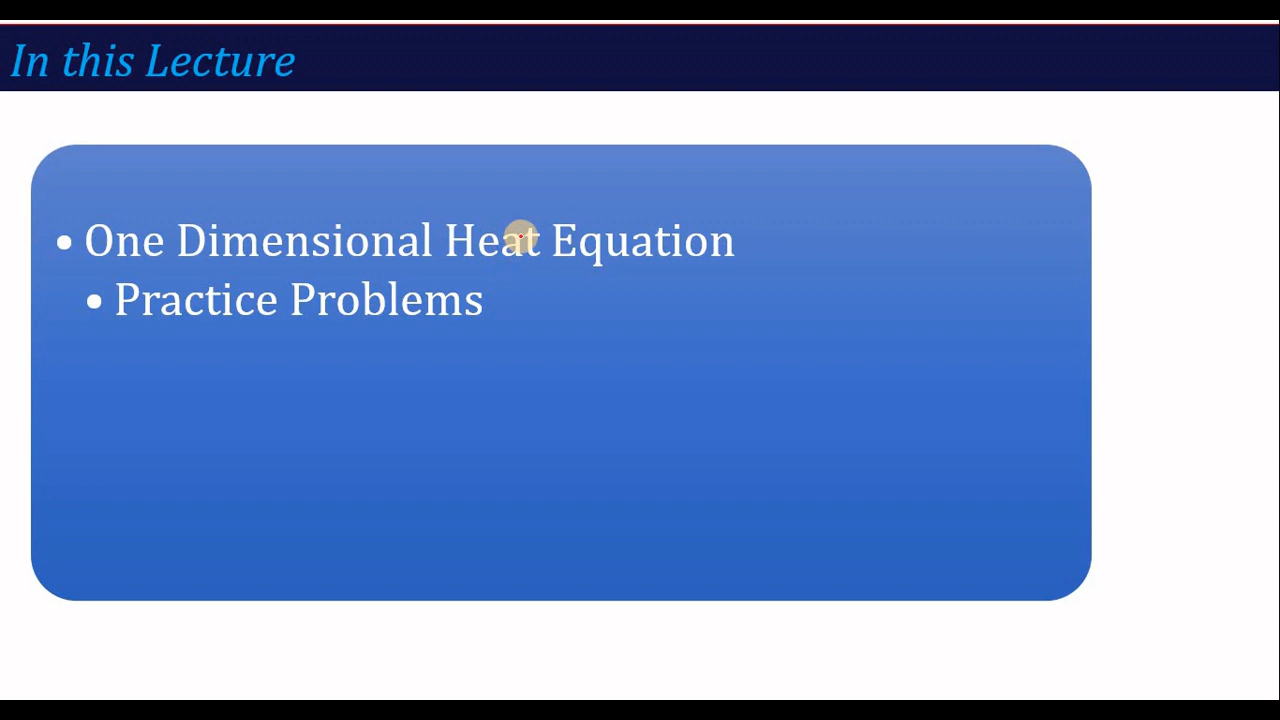 In this Lecture
• One Dimensional Heat Equation
• Practice Problems